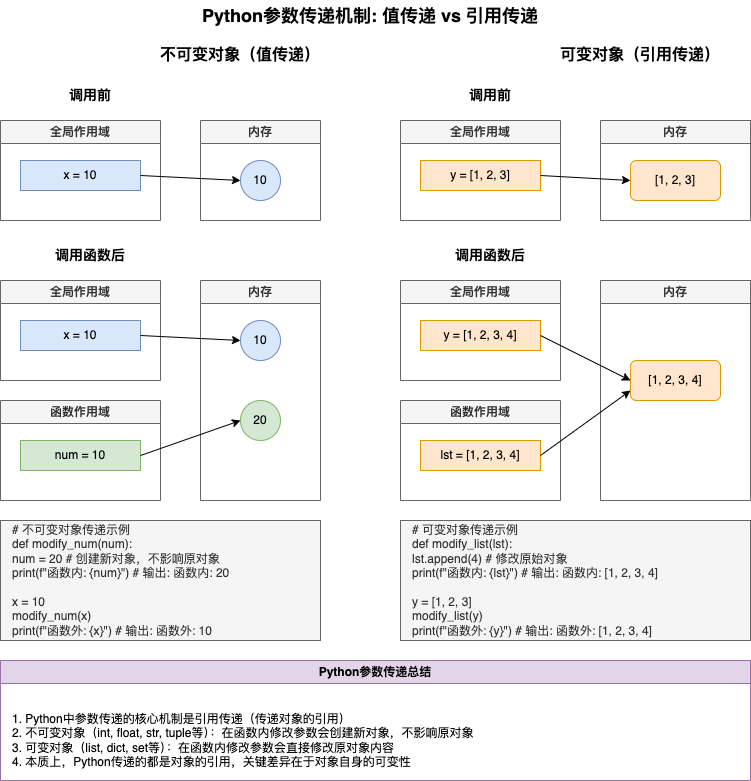 Python参数传递机制: 值传递 vs 引用传递
不可变对象（值传递）
可变对象（引用传递）
调用前
全局作用域
内存
x = 10
10
调用前
全局作用域
内存
y = [1, 2, 3]
[1, 2, 3]
调用函数后
全局作用域
内存
x = 10
10
函数作用域
20
num = 10
调用函数后
全局作用域
内存
y = [1, 2, 3, 4]
[1, 2, 3, 4]
函数作用域
lst = [1, 2, 3, 4]
# 不可变对象传递示例
def modify_num(num):
num = 20 # 创建新对象，不影响原对象
print(f"函数内: {num}") # 输出: 函数内: 20
x = 10
modify_num(x)
print(f"函数外: {x}") # 输出: 函数外: 10
# 可变对象传递示例
def modify_list(lst):
lst.append(4) # 修改原始对象
print(f"函数内: {lst}") # 输出: 函数内: [1, 2, 3, 4]
y = [1, 2, 3]
modify_list(y)
print(f"函数外: {y}") # 输出: 函数外: [1, 2, 3, 4]
Python参数传递总结
1. Python中参数传递的核心机制是引用传递（传递对象的引用）
2. 不可变对象（int, float, str, tuple等）：在函数内修改参数会创建新对象，不影响原对象
3. 可变对象（list, dict, set等）：在函数内修改参数会直接修改原对象内容
4. 本质上，Python传递的都是对象的引用，关键差异在于对象自身的可变性